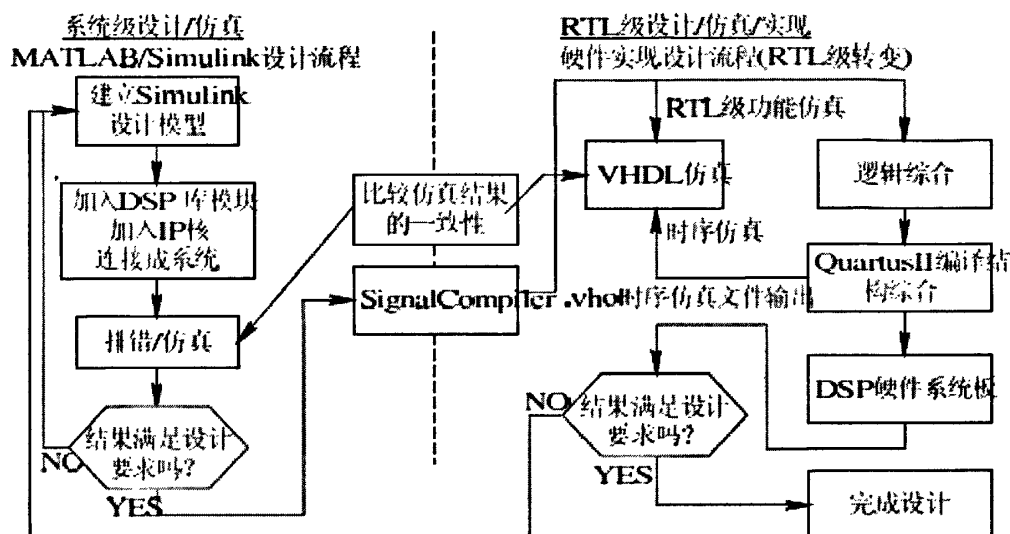 系统级设计/仿真
MATLAB/Simulink设计流程
建立Simulink
设计模型
加入DSP 库模块
加入IP核
连接成系统
排错/仿真
结果满足设计
要求吗?
NO
YES
比较仿真结果
的一致性
SignalCompiler
RTL级设计/仿真/实现
硬件实现设计流程(RTL级转变)
RTL级功能仿真
VHDL仿真
逻辑综合
时序仿真
QuartusII编译结
构综合
.vhol时序仿真文件输出
DSP硬件系统板
结果满足设计
要求吗?
NO
YES
完成设计